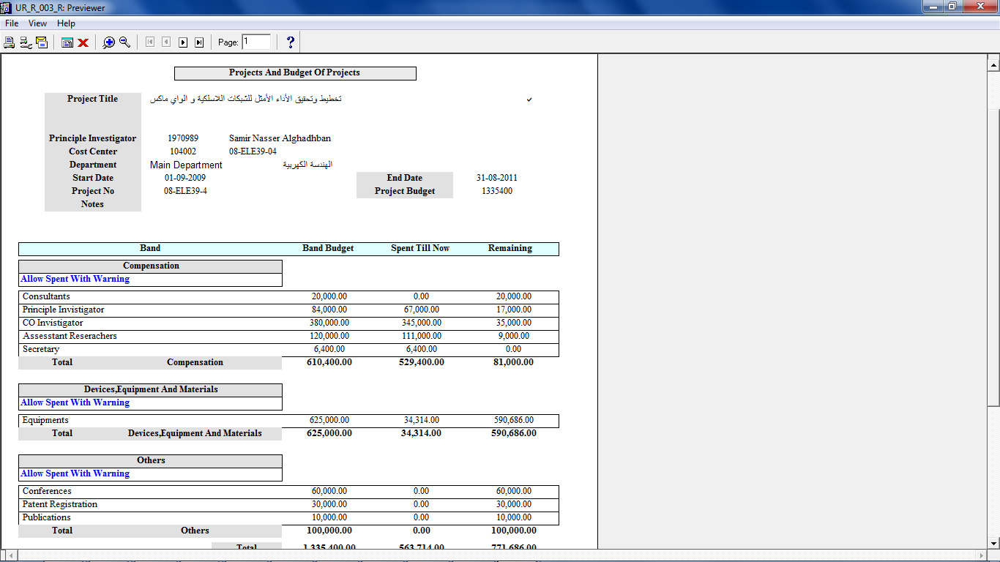 UR_R_003_R: Previewer
File View Help
Page: 1
Projects And Budget Of Projects
Project Title تخطيط وتحقيق الأداء الأمثل للشبكات اللاسلكية و الواي ماكس
Principle Investigator 1970989 Samir Nasser Alghadhban
Cost Center 104002 08-ELE39-04
Department Main Department الهندسة الكهربية
Start Date 01-09-2009 End Date 31-08-2011
Project No 08-ELE39-4 Project Budget 1335400
Notes
Band Band Budget Spent Till Now Remaining
Compensation
Allow Spent With Warning
Consultants 20,000.00 0.00 20,000.00
Principle Invistigator 84,000.00 67,000.00 17,000.00
CO Invistigator 380,000.00 345,000.00 35,000.00
Assesstant Reserachers 120,000.00 111,000.00 9,000.00
Secretary 6,400.00 6,400.00 0.00
Total Compensation 610,400.00 529,400.00 81,000.00
Devices,Equipment And Materials
Allow Spent With Warning
Equipments 625,000.00 34,314.00 590,686.00
Total Devices,Equipment And Materials 625,000.00 34,314.00 590,686.00
Others
Allow Spent With Warning
Conferences 60,000.00 0.00 60,000.00
Patent Registration 30,000.00 0.00 30,000.00
Publications 10,000.00 0.00 10,000.00
Total Others 100,000.00 0.00 100,000.00
Total 1,335,400.00 563,714.00 771,686.00